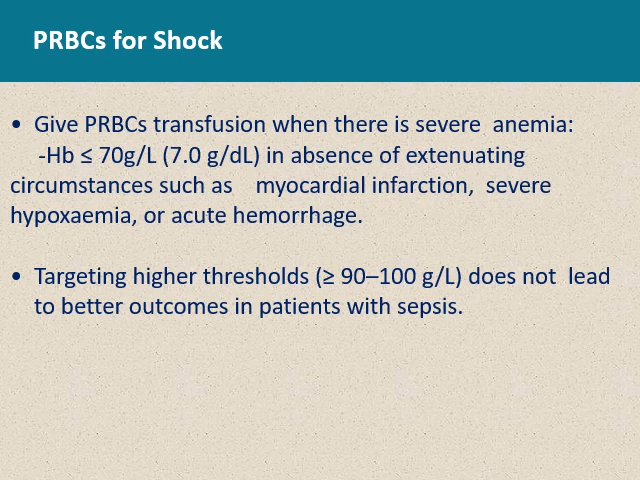 PRBCs for Shock
• Give PRBCs transfusion when there is severe  anemia:
-Hb ≤ 70g/L (7.0 g/dL) in absence of extenuating
circumstances such as    myocardial infarction,  severe
hypoxaemia, or acute hemorrhage.
• Targeting higher thresholds (≥ 90–100 g/L) does not  lead
to better outcomes in patients with sepsis.